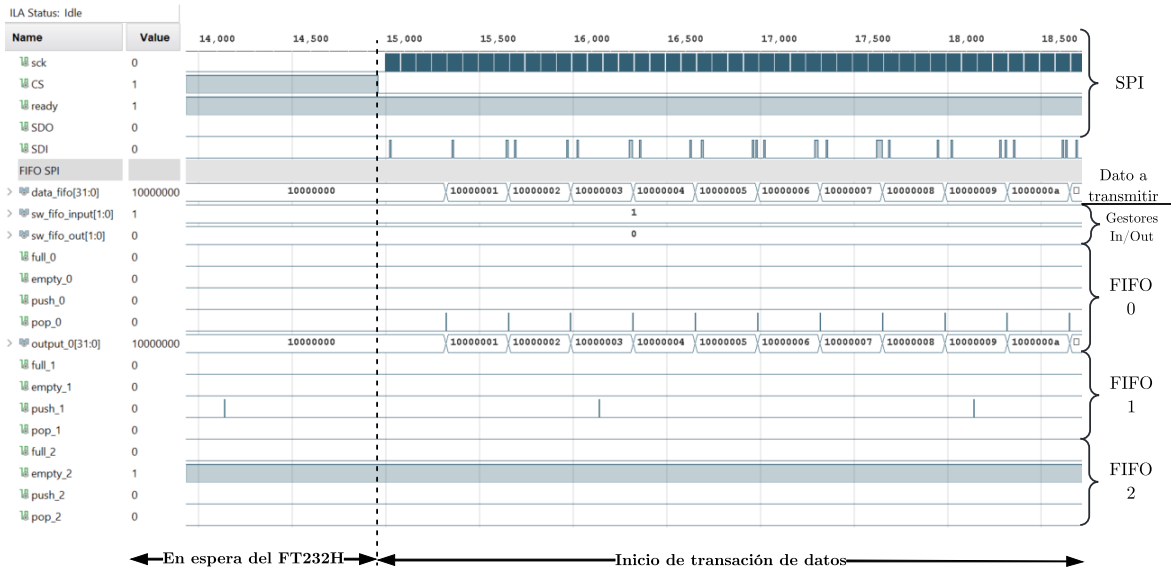 ILA Status: Idle
Name Value 14,000 14,500 15,000 15,500 16,000 16,500 17,000 17,500 18,000 18,500
sck 0
CS 1
ready 1
SDO 0
SDI 0
SPI
FIFO SPI
data_fifo[31:0] 10000000 10000000 10000001 10000002 10000003 10000004 10000005 10000006 10000007 10000008 10000009 1000000a
Dato a
transmitir
sw_fifo_input[1:0] 1 1
sw_fifo_out[1:0] 0 0
Gestores
In/Out
full_0 0
empty_0 0
push_0 0
pop_0 0
output_0[31:0] 10000000 10000000 10000001 10000002 10000003 10000004 10000005 10000006 10000007 10000008 10000009 1000000a
FIFO
0
full_1 0
empty_1 0
push_1 0
pop_1 0
FIFO
1
full_2 0
empty_2 1
push_2 0
pop_2 0
FIFO
2
En espera del FT232H Inicio de transación de datos